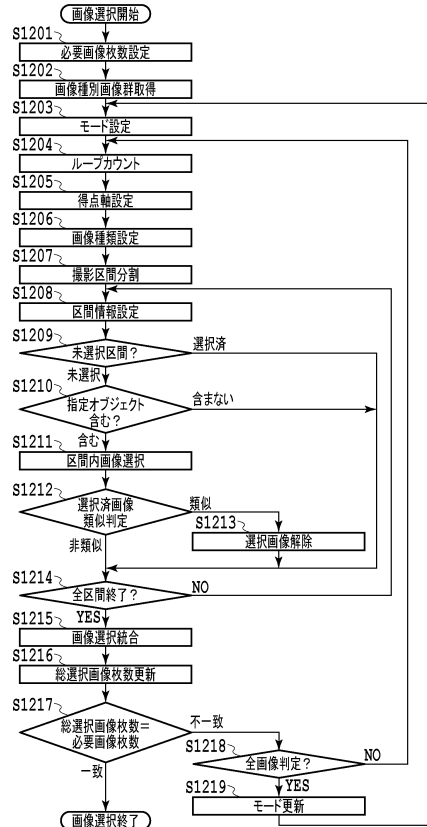 画像選択開始
S1201
必要画像枚数設定
S1202
画像種別画像群取得
S1203
モード設定
S1204
ループカウント
S1205
得点軸設定
S1206
画像種類設定
S1207
撮影区間分割
S1208
区間情報設定
S1209
未選択区間？
選択済
未選択
S1210
指定オブジェクト
含む？
含まない
含む
S1211
区間内画像選択
S1212
選択済画像
類似判定
類似
S1213
選択画像解除
非類似
S1214
全区間終了？
NO
YES
S1215
画像選択統合
S1216
総選択画像枚数更新
S1217
総選択画像枚数＝
必要画像枚数
不一致
S1218
全画像判定？
NO
一致
YES
S1219
モード更新
画像選択終了